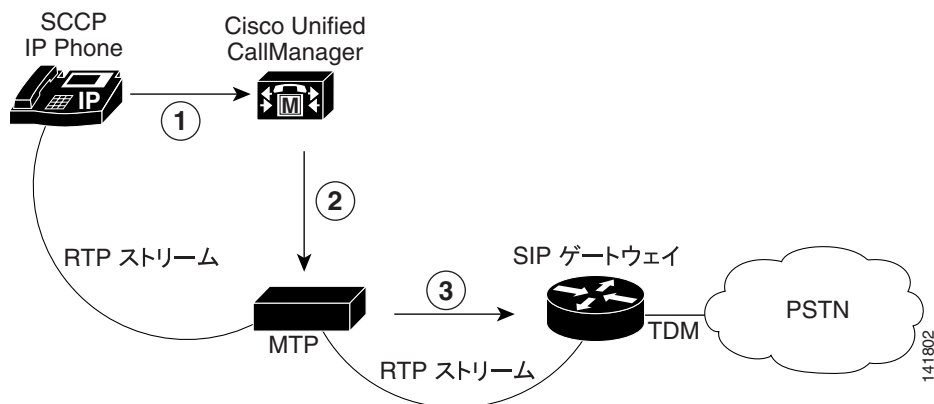 SCCP
IP Phone
Cisco Unified
CallManager
IP
M
1
2
RTP ストリーム
SIP ゲートウェイ
3
MTP
TDM
PSTN
RTP ストリーム
141802